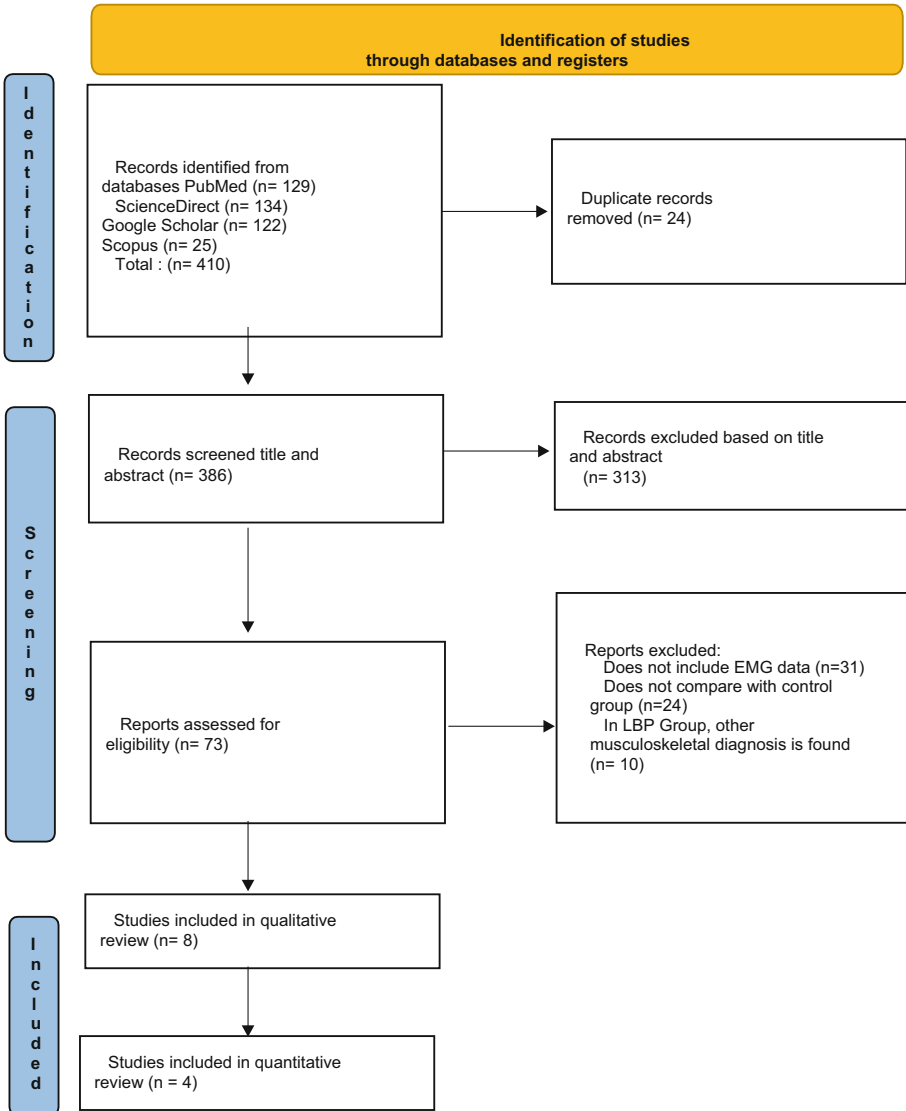 Identification of studies
through databases and registers
Identification
Records identified from
databases PubMed (n= 129)
ScienceDirect (n= 134)
Google Scholar (n= 122)
Scopus (n= 25)
Total : (n= 410)
Duplicate records
removed (n= 24)
Screening
Records screened title and
abstract (n= 386)
Records excluded based on title
and abstract
(n= 313)
Reports assessed for
eligibility (n= 73)
Reports excluded:
Does not include EMG data (n=31)
Does not compare with control
group (n=24)
In LBP Group, other
musculoskeletal diagnosis is found
(n= 10)
Included
Studies included in qualitative
review (n= 8)
Studies included in quantitative
review (n = 4)